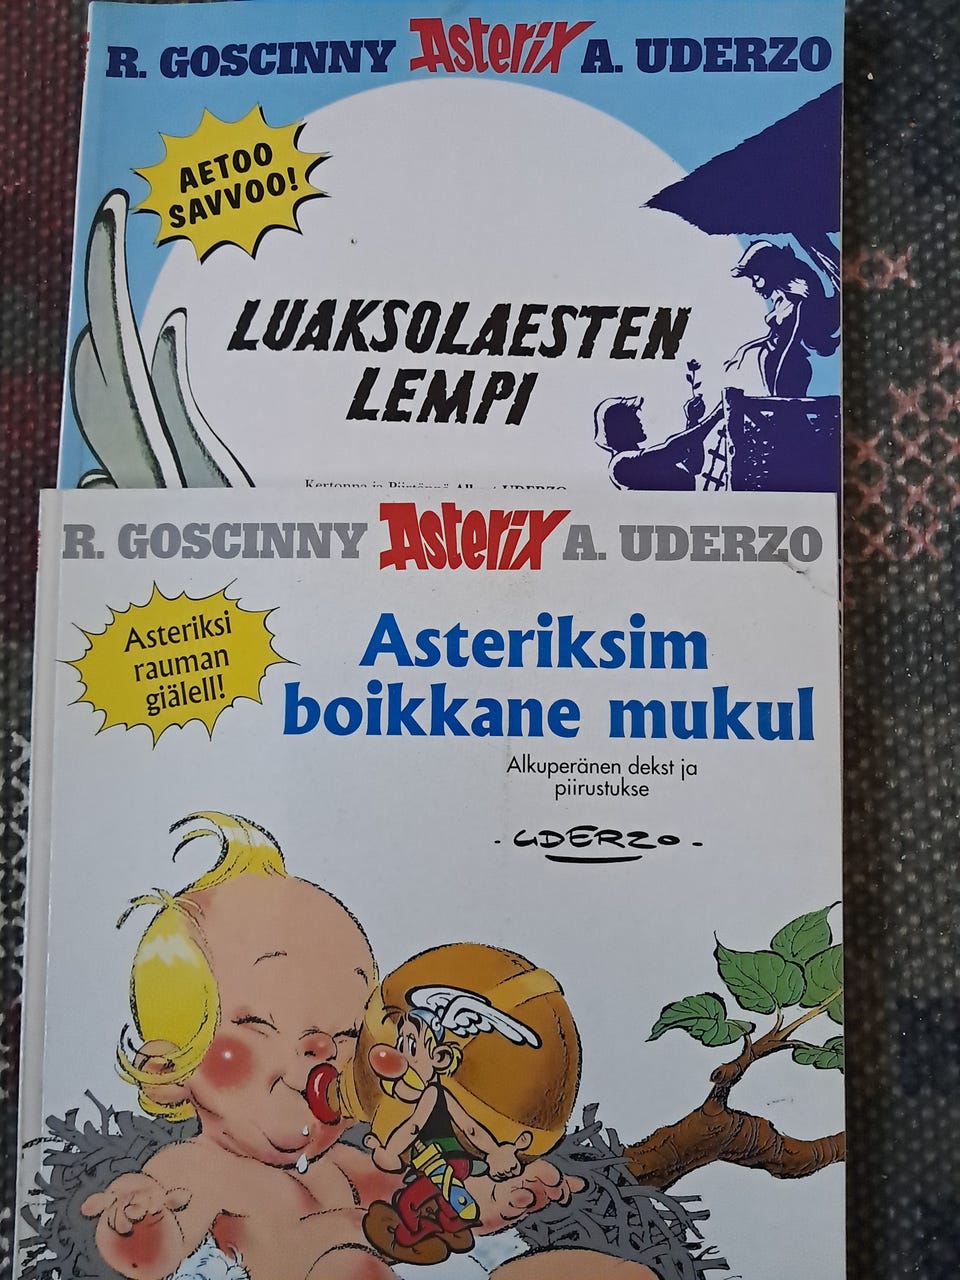 R. GOSCINNY Asterix A. UDERZO
AETOO
SAVVOO!
LUAKSOLAESTEN
LEMPI
R. GOSCINNY Asterix A. UDERZO
Asteriksi
rauman
giälell!
Asteriksim
boikkane mukul
Alkuperänen dekst ja
piirustukse
UDERZO